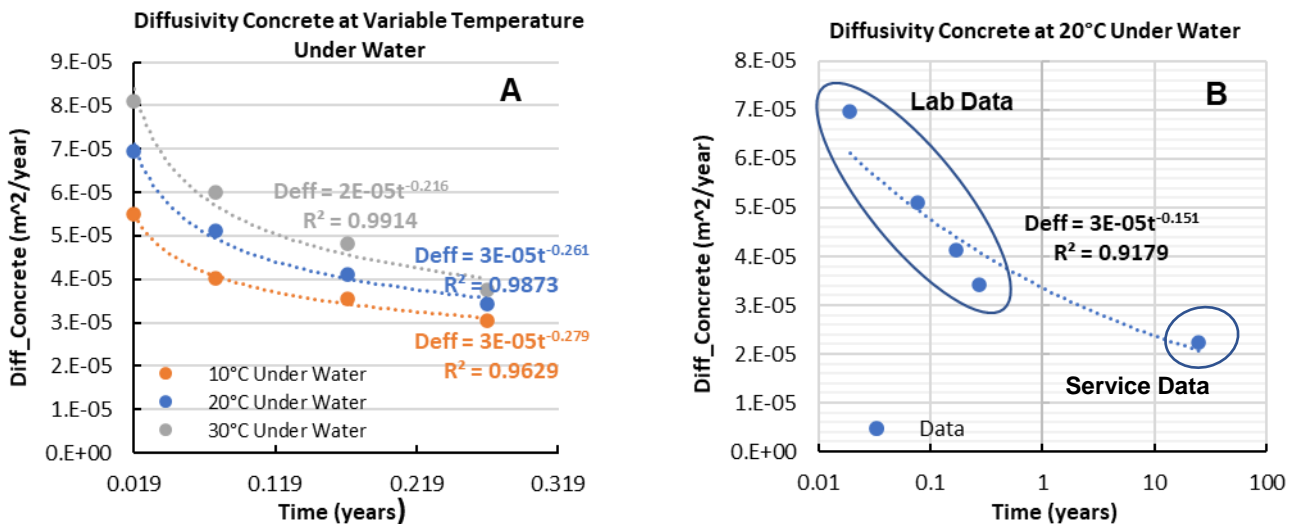 Diffusivity Concrete at Variable Temperature
Under Water
A
Diff_Concrete (m^2/year)
9.E-05
8.E-05
7.E-05
6.E-05
5.E-05
4.E-05
3.E-05
2.E-05
1.E-05
0.E+00
Deff = 2E-05t^-0.216
R² = 0.9914
Deff = 3E-05t^-0.261
R² = 0.9873
Deff = 3E-05t^-0.279
R² = 0.9629
10°C Under Water
20°C Under Water
30°C Under Water
0.019 0.119 0.219 0.319
Time (years)
Diffusivity Concrete at 20°C Under Water
B
Diff_Concrete (m^2/year)
8.E-05
7.E-05
6.E-05
5.E-05
4.E-05
3.E-05
2.E-05
1.E-05
0.E+00
Lab Data
Deff = 3E-05t^-0.151
R² = 0.9179
Service Data
Data
0.01 0.1 1 10 100
Time (years)